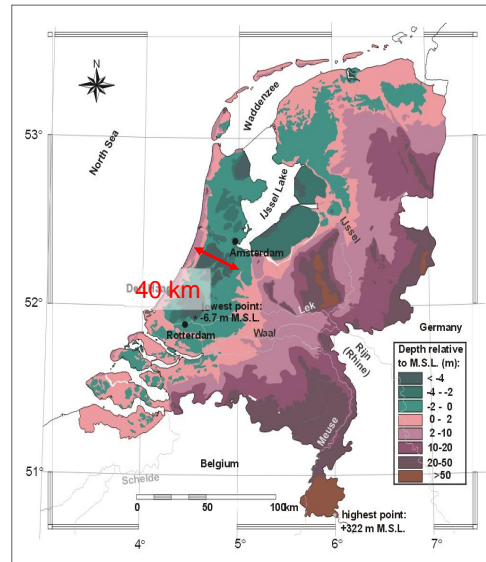 N
53°
52°
51°
North Sea
Waddenzee
IJssel Lake
IJssel
Amsterdam
40 km
lowest point:
-6.7 m M.S.L.
Rotterdam
Lek
Waal
Rijn
(Rhine)
Germany
Meuse
Belgium
Schelde
Depth relative
to M.S.L. (m):
< -4
-4 - -2
-2 - 0
0 - 2
2 -10
10-20
20-50
>50
0 50 100km
highest point:
+322 m M.S.L.
4° 5° 6° 7°